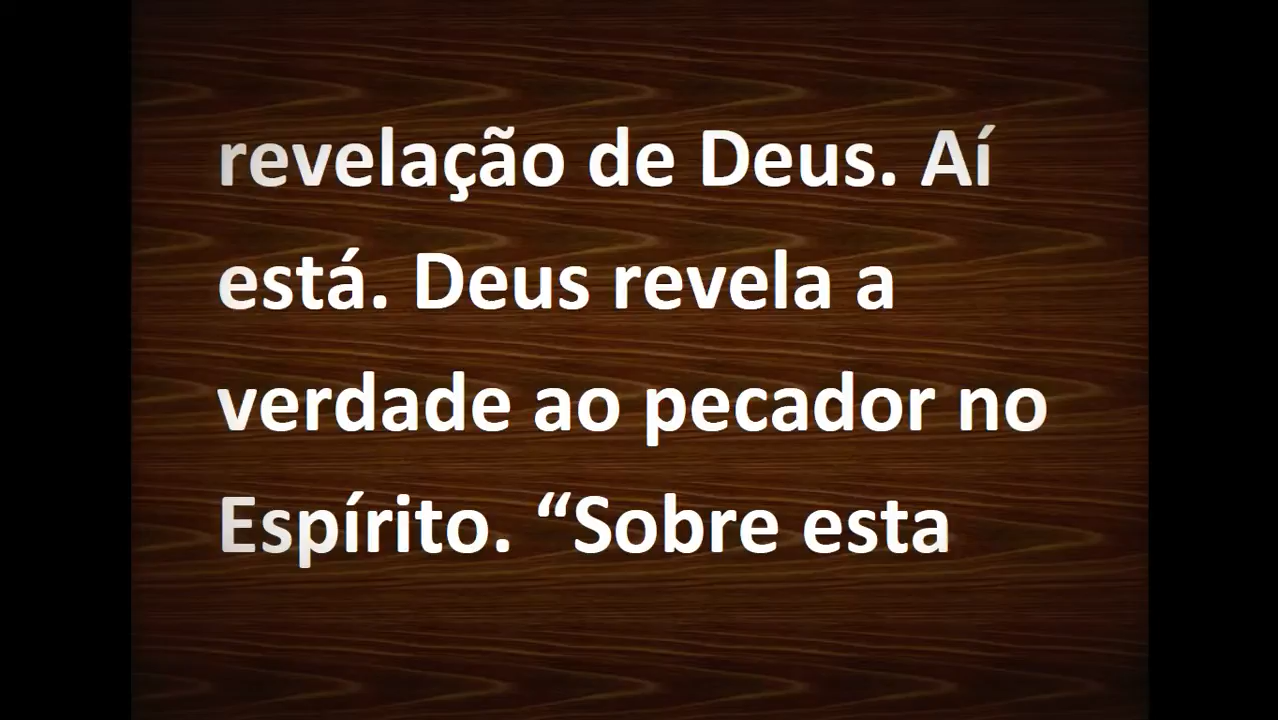 revelação de Deus. Aí
está. Deus revela a
verdade ao pecador no
Espírito. “Sobre esta